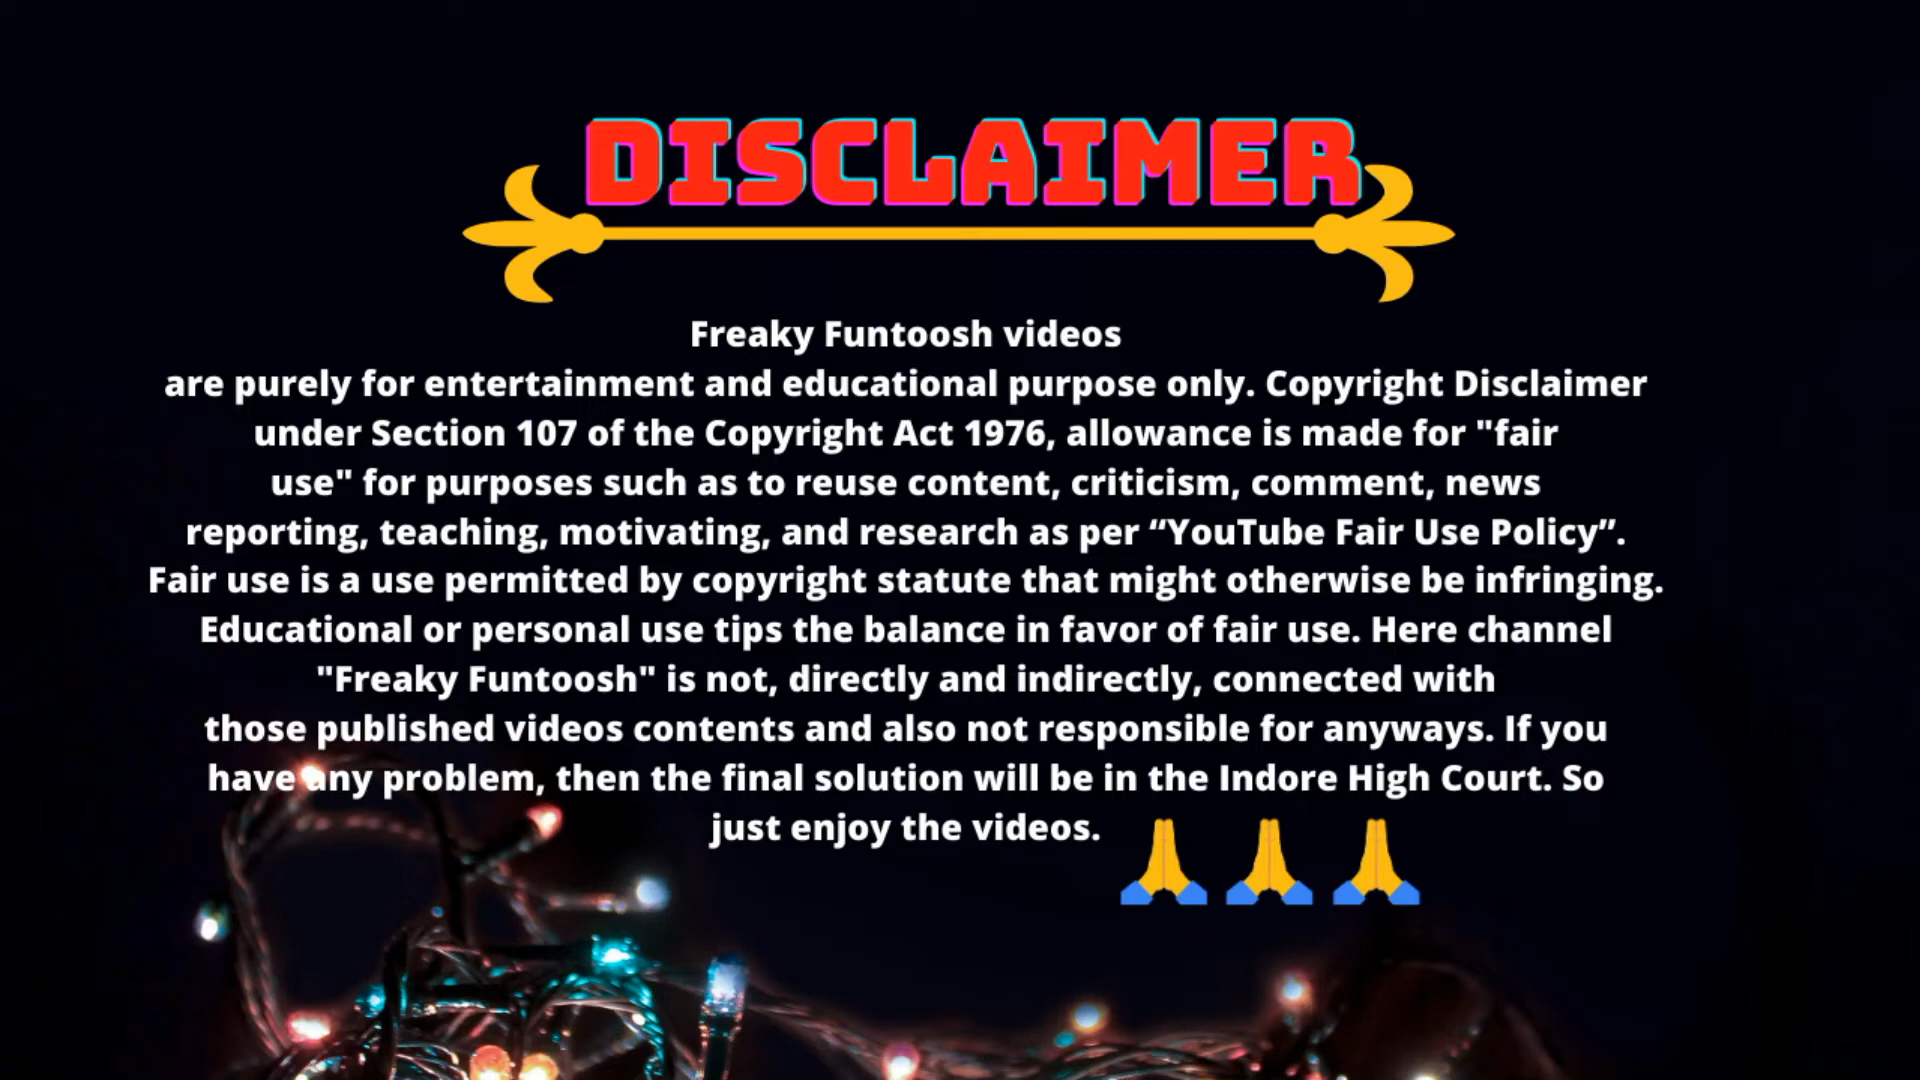 DISCLAIMER
Freaky Funtoosh videos
are purely for entertainment and educational purpose only. Copyright Disclaimer
under Section 107 of the Copyright Act 1976, allowance is made for "fair
use" for purposes such as to reuse content, criticism, comment, news
reporting, teaching, motivating, and research as per “YouTube Fair Use Policy”.
Fair use is a use permitted by copyright statute that might otherwise be infringing.
Educational or personal use tips the balance in favor of fair use. Here channel
"Freaky Funtoosh" is not, directly and indirectly, connected with
those published videos contents and also not responsible for anyways. If you
have any problem, then the final solution will be in the Indore High Court. So
just enjoy the videos. 🙏🙏🙏